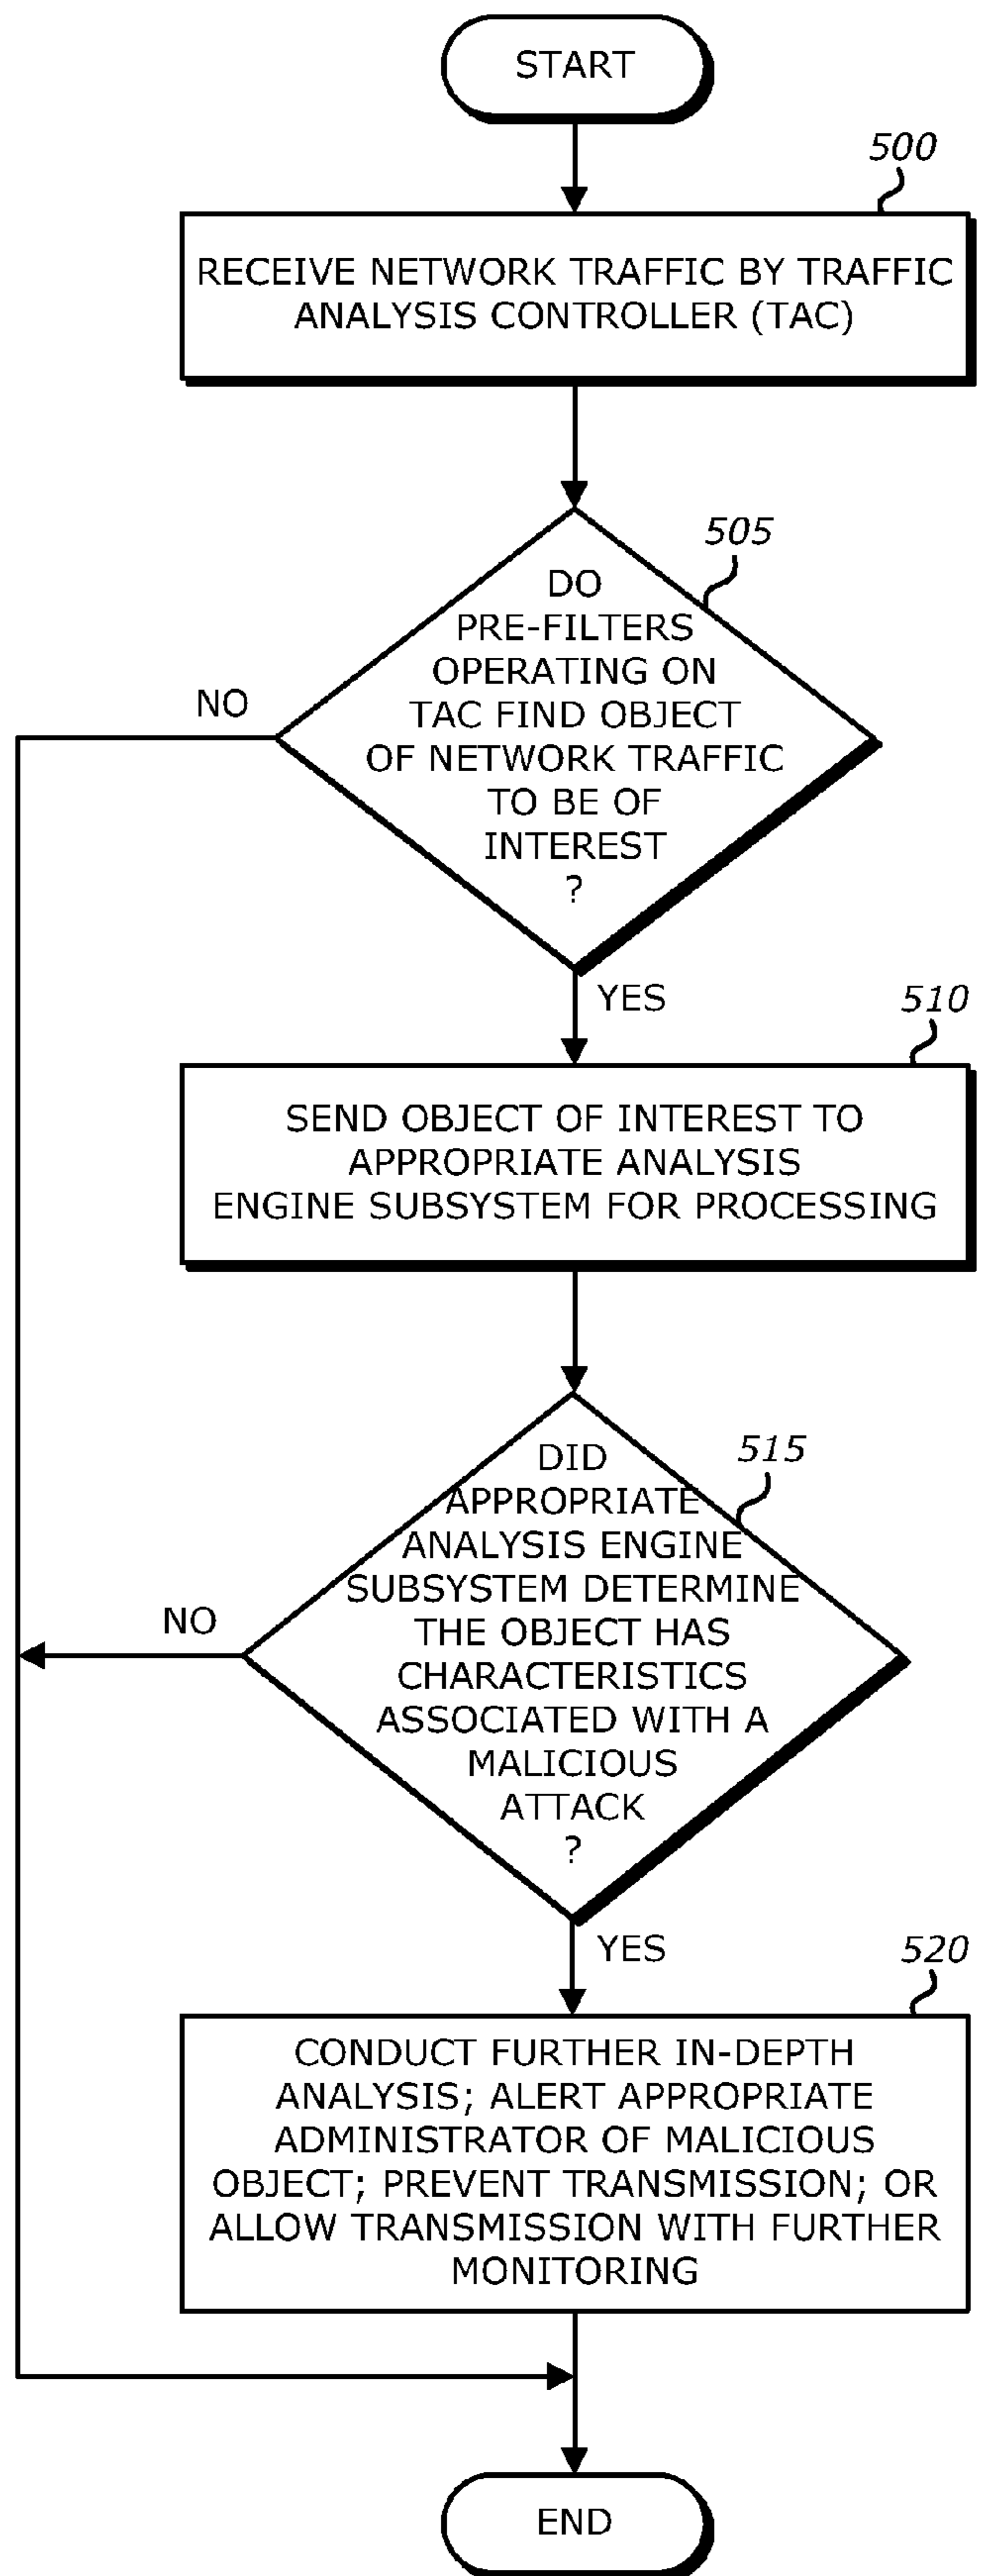 START
500
RECEIVE NETWORK TRAFFIC BY TRAFFIC
ANALYSIS CONTROLLER (TAC)
505
DO
PRE-FILTERS
OPERATING ON
TAC FIND OBJECT
OF NETWORK TRAFFIC
TO BE OF
INTEREST
?
NO
YES
510
SEND OBJECT OF INTEREST TO
APPROPRIATE ANALYSIS
ENGINE SUBSYSTEM FOR PROCESSING
515
DID
APPROPRIATE
ANALYSIS ENGINE
SUBSYSTEM DETERMINE
THE OBJECT HAS
CHARACTERISTICS
ASSOCIATED WITH A
MALICIOUS
ATTACK
?
NO
YES
520
CONDUCT FURTHER IN-DEPTH
ANALYSIS; ALERT APPROPRIATE
ADMINISTRATOR OF MALICIOUS
OBJECT; PREVENT TRANSMISSION; OR
ALLOW TRANSMISSION WITH FURTHER
MONITORING
END